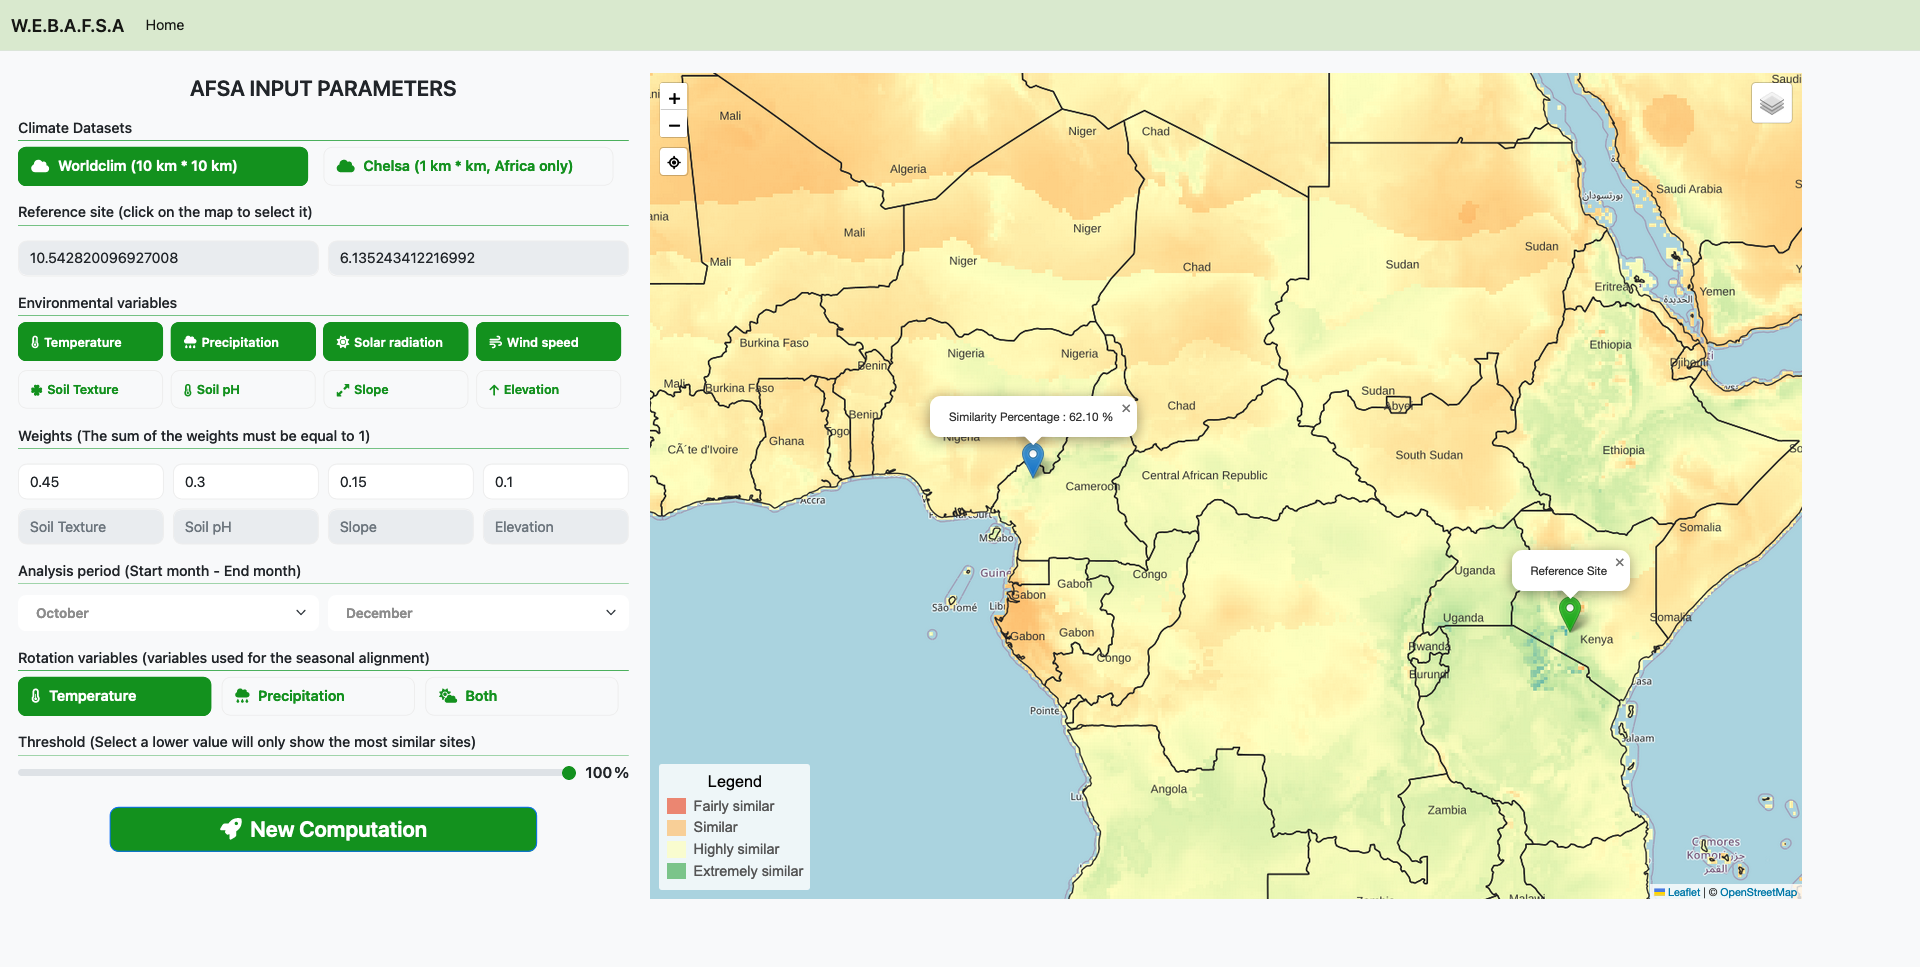 W.E.B.A.F.S.A Home
AFSA INPUT PARAMETERS
Climate Datasets
Worldclim (10 km * 10 km)
Chelsa (1 km * km, Africa only)
Reference site (click on the map to select it)
10.542820096927008
6.135243412216992
Environmental variables
Temperature
Precipitation
Solar radiation
Wind speed
Soil Texture
Soil pH
Slope
Elevation
Weights (The sum of the weights must be equal to 1)
0.45
0.3
0.15
0.1
Soil Texture
Soil pH
Slope
Elevation
Analysis period (Start month - End month)
October
December
Rotation variables (variables used for the seasonal alignment)
Temperature
Precipitation
Both
Threshold (Select a lower value will only show the most similar sites)
100 %
New Computation
+
−
Saudi
Mali
Niger
Chad
Algeria
Saudi Arabia
بورتسودان
Mali
Niger
Sudan
Mali
Niger
Chad
Sudan
Eritrea
Yemen
الحديدة
Burkina Faso
Nigeria
Nigeria
Ethiopia
Benin
Djibouti
Mali
Burkina Faso
Sudan
Abyei
Chad
Benin
Similarity Percentage : 62.10 %
×
Togo
Ghana
Nigeria
CÃ´te d'Ivoire
South Sudan
Ethiopia
Central African Republic
Cameroon
Accra
Somalia
Malabo
Reference Site
×
Uganda
Congo
Gabon
Gabon
São Tomé
Uganda
Somalia
Gabon
Gabon
Kenya
Rwanda
Congo
Burundi
Pointe
Angola
Zambia
Comores
Komori
جزر
القمر
Legend
Fairly similar
Similar
Highly similar
Extremely similar
Leaflet | © OpenStreetMap